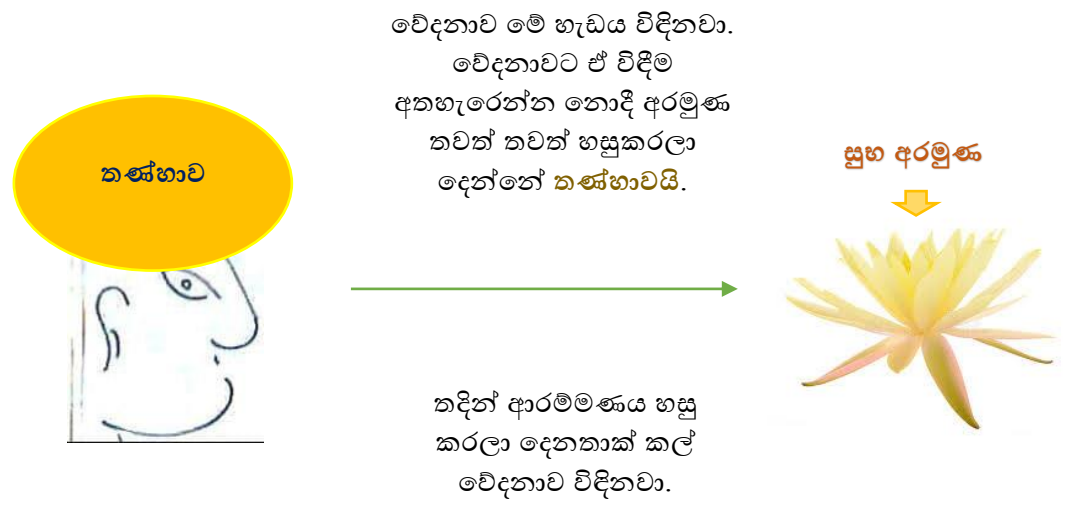 වේදනාව මේ හැඩය විඳිනවා.
වේදනාවට ඒ විඳීම
අතහැරෙන්න නොදී අරමුණ
තවත් තවත් හසුකරලා
දෙන්නේ තණ්හාවයි.
තණ්හාව
සුභ අරමුණ
තදින් ආරම්මණය හසු
කරලා දෙනතාක් කල්
වේදනාව විඳිනවා.